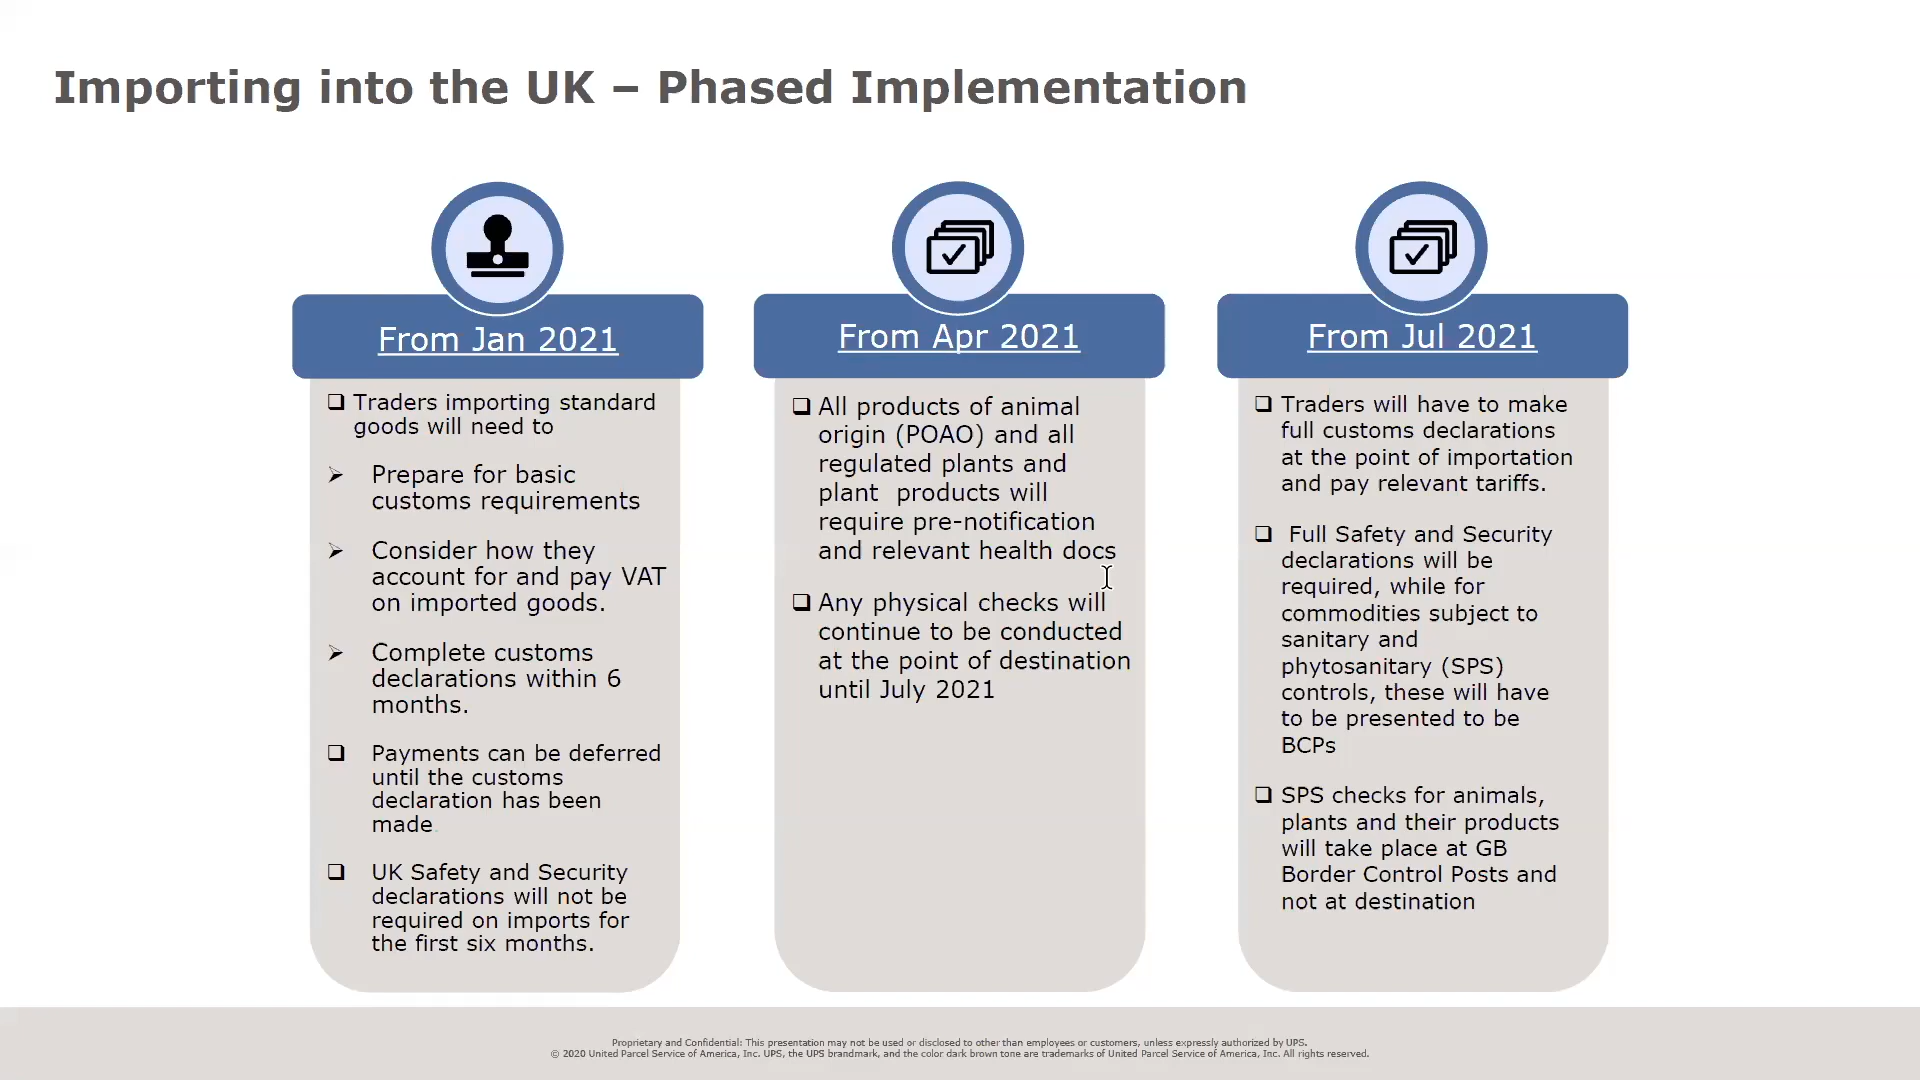 Importing into the UK – Phased Implementation
From Jan 2021
Traders importing standard
goods will need to
Prepare for basic
customs requirements
Consider how they
account for and pay VAT
on imported goods.
Complete customs
declarations within 6
months.
Payments can be deferred
until the customs
declaration has been
made.
UK Safety and Security
declarations will not be
required on imports for
the first six months.
From Apr 2021
All products of animal
origin (POAO) and all
regulated plants and
plant  products will
require pre-notification
and relevant health docs
Any physical checks will
continue to be conducted
at the point of destination
until July 2021
From Jul 2021
Traders will have to make
full customs declarations
at the point of importation
and pay relevant tariffs.
Full Safety and Security
declarations will be
required, while for
commodities subject to
sanitary and
phytosanitary (SPS)
controls, these will have
to be presented to be
BCPs
SPS checks for animals,
plants and their products
will take place at GB
Border Control Posts and
not at destination
Proprietary and Confidential: This presentation may not be used or disclosed to other than employees or customers, unless expressly authorized by UPS.
© 2020 United Parcel Service of America, Inc. UPS, the UPS brandmark, and the color dark brown tone are trademarks of United Parcel Service of America, Inc. All rights reserved.